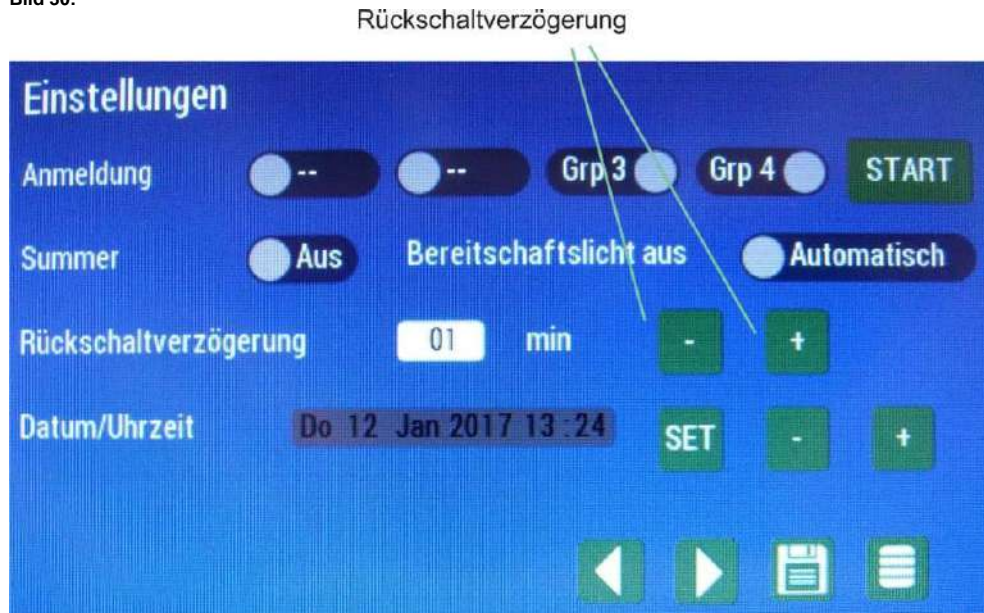 Bild 30:
Rückschaltverzögerung
Einstellungen
Anmeldung -- -- Grp 3 Grp 4 START
Summer Aus Bereitschaftslicht aus Automatisch
Rückschaltverzögerung 01 min - +
Datum/Uhrzeit Do 12 Jan 2017 13 : 24 SET - +